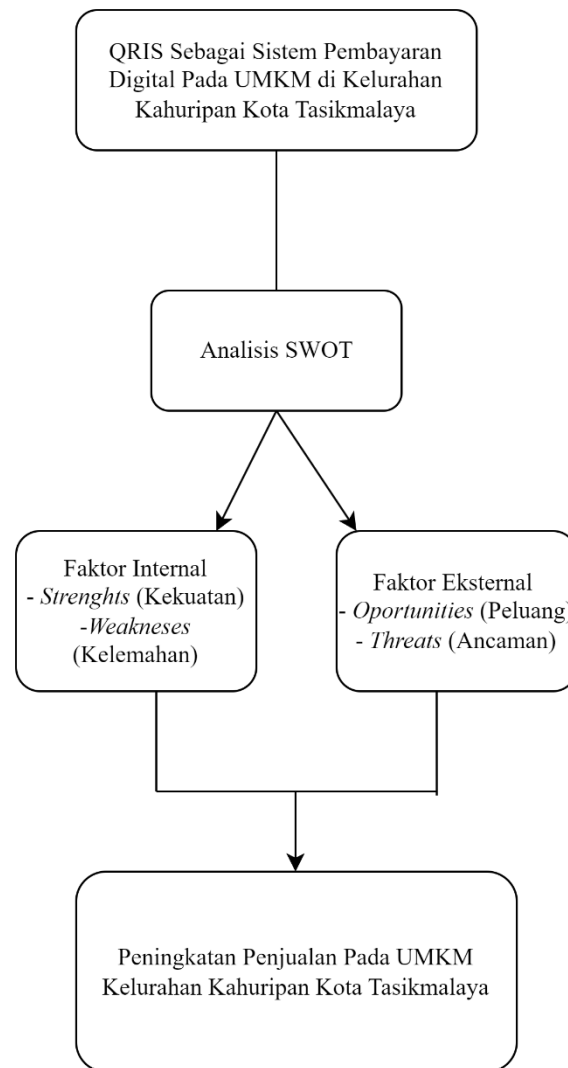 QRIS Sebagai Sistem Pembayaran
Digital Pada UMKM di Kelurahan
Kahuripan Kota Tasikmalaya
Analisis SWOT
Faktor Internal
- Strenghts (Kekuatan)
-Weakneses
(Kelemahan)
Faktor Eksternal
- Oportunities (Peluang)
- Threats (Ancaman)
Peningkatan Penjualan Pada UMKM
Kelurahan Kahuripan Kota Tasikmalaya